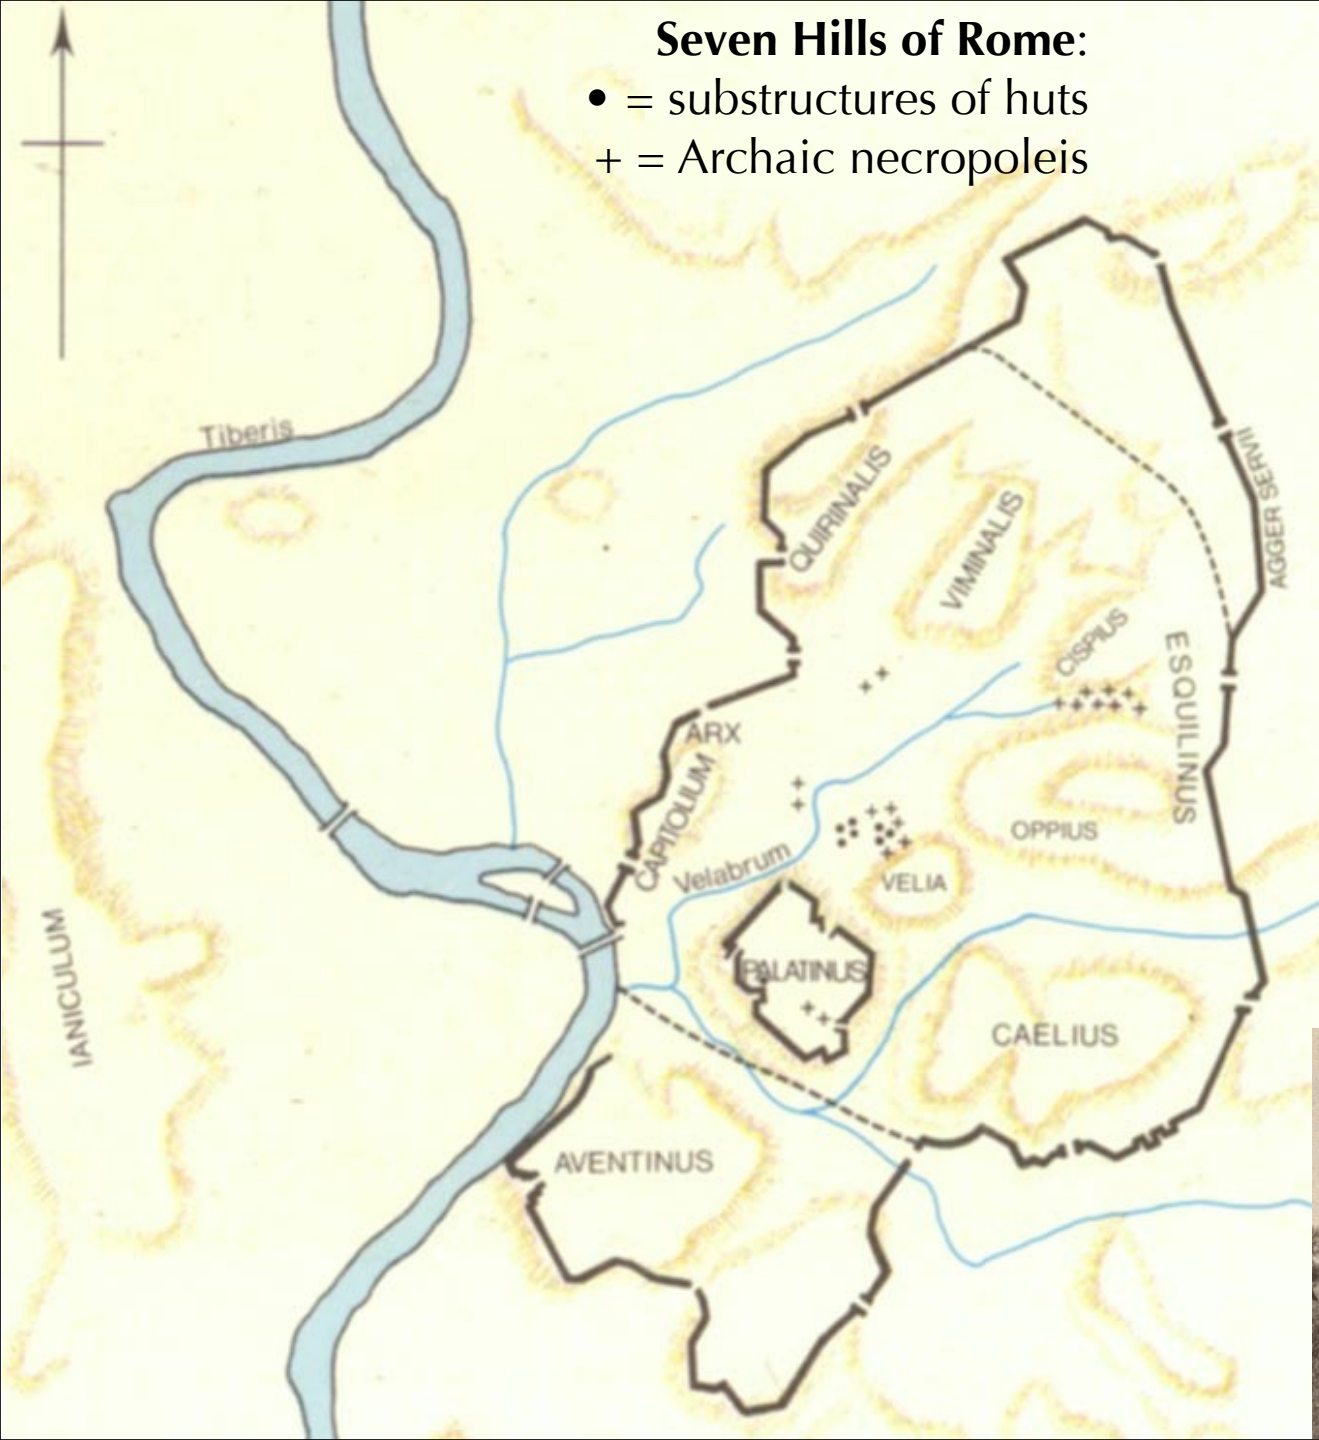 Seven Hills of Rome:
• = substructures of huts
+ = Archaic necropoleis
Tiberis
AGGER SERVII
QUIRINALIS
VIMINALIS
CISPIUS
ESQUILINUS
ARX
CAPITOLIUM
Velabrum
OPPIUS
VELIA
IANICULUM
PALATINUS
CAELIUS
AVENTINUS